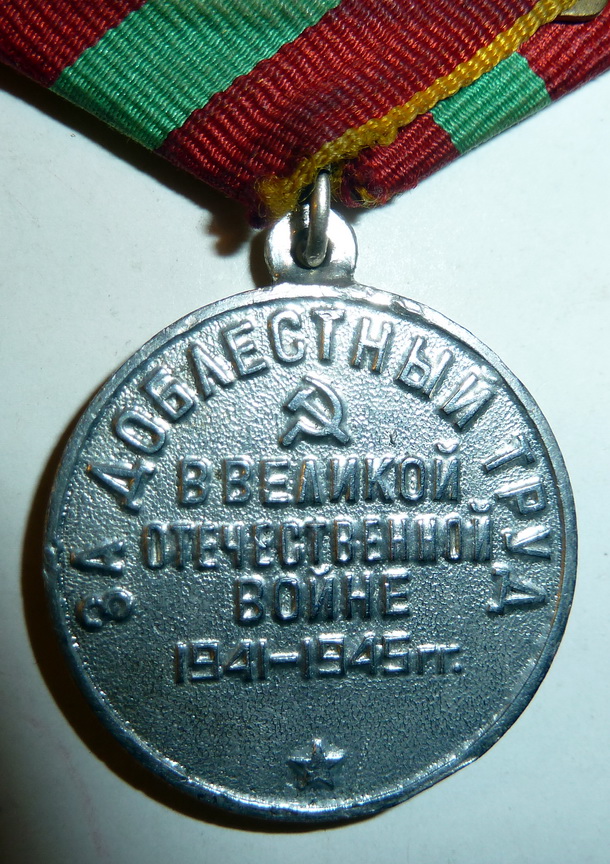 ЗА ДОБЛЕСТНЫЙ ТРУД
В ВЕЛИКОЙ
ОТЕЧЕСТВЕННОЙ
ВОЙНЕ
1941-1945 гг.